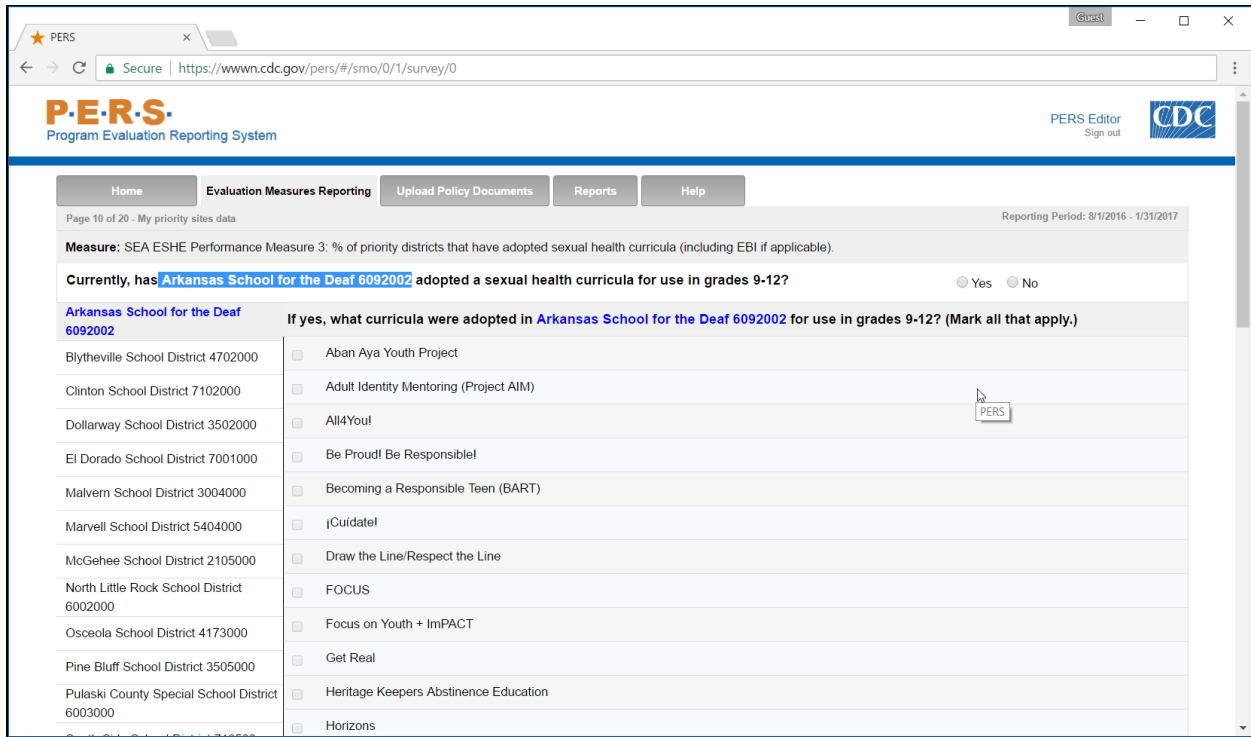 Guest
PERS
Secure | https://wwwn.cdc.gov/pers/#/smo/0/1/survey/0
P·E·R·S·
Program Evaluation Reporting System
PERS Editor
Sign out
CDC
Home
Evaluation Measures Reporting
Upload Policy Documents
Reports
Help
Page 10 of 20 - My priority sites data
Reporting Period: 8/1/2016 - 1/31/2017
Measure: SEA ESHE Performance Measure 3: % of priority districts that have adopted sexual health curricula (including EBI if applicable).
Currently, has Arkansas School for the Deaf 6092002 adopted a sexual health curricula for use in grades 9-12?
Yes
No
Arkansas School for the Deaf
6092002
If yes, what curricula were adopted in Arkansas School for the Deaf 6092002 for use in grades 9-12? (Mark all that apply.)
Blytheville School District 4702000
Clinton School District 7102000
Dollarway School District 3502000
El Dorado School District 7001000
Malvern School District 3004000
Marvell School District 5404000
McGehee School District 2105000
North Little Rock School District
6002000
Osceola School District 4173000
Pine Bluff School District 3505000
Pulaski County Special School District
6003000
Aban Aya Youth Project
Adult Identity Mentoring (Project AIM)
All4You!
Be Proud! Be Responsible!
Becoming a Responsible Teen (BART)
¡Cuídate!
Draw the Line/Respect the Line
FOCUS
Focus on Youth + ImPACT
Get Real
Heritage Keepers Abstinence Education
Horizons
PERS